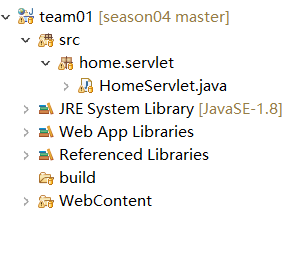 team01 [season04 master]
src
home.servlet
HomeServlet.java
JRE System Library [JavaSE-1.8]
Web App Libraries
Referenced Libraries
build
WebContent